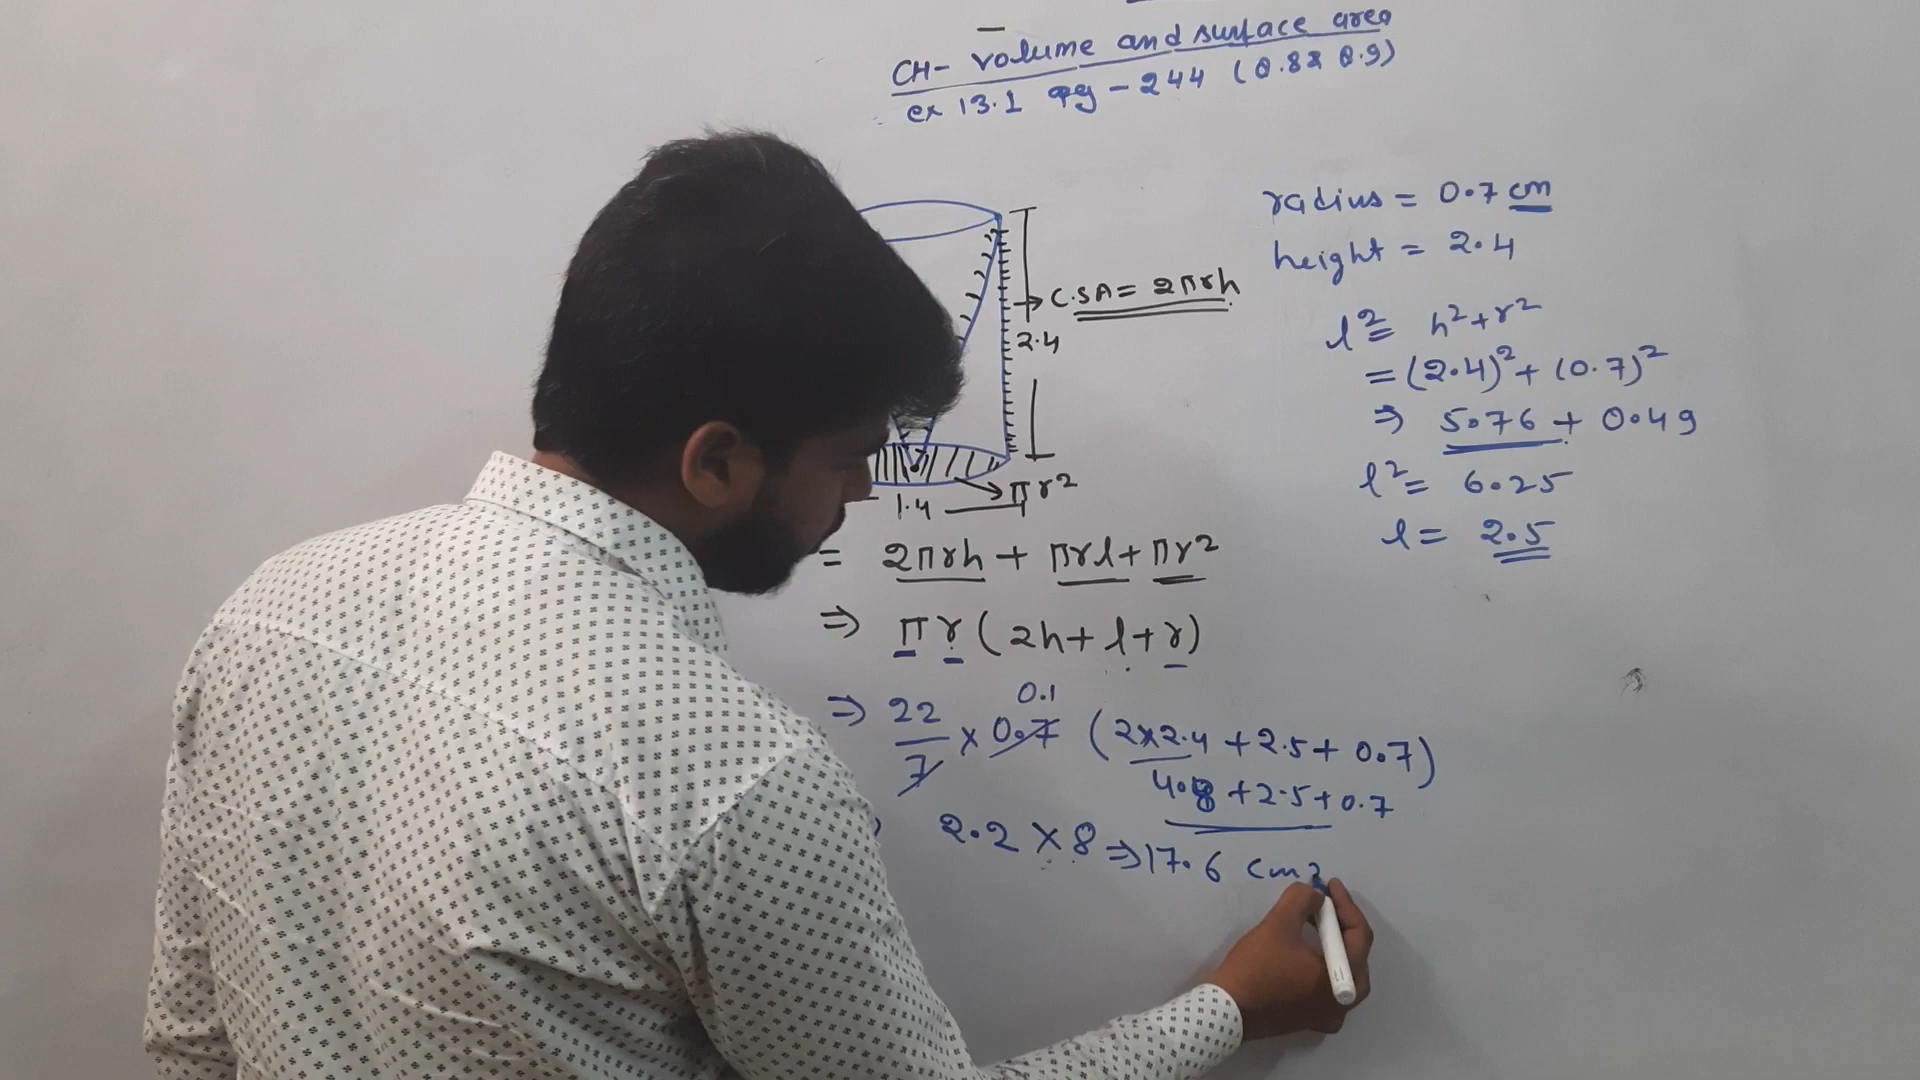 CH- volume and surface area
ex 13.1 pg - 244 (Q.8 & Q.9)
C.SA = 2πrh
2.4
πr²
1.4
= 2πrh + πrl + πr²
⇒ πr (2h + l + r)
0.1
⇒ 22/7 × 0.7 (2×2.4 + 2.5 + 0.7)
4.8 + 2.5 + 0.7
2.2 × 8 ⇒ 17.6 cm²
radius = 0.7 cm
height = 2.4
l² = h² + r²
= (2.4)² + (0.7)²
⇒ 5.76 + 0.49
l² = 6.25
l = 2.5